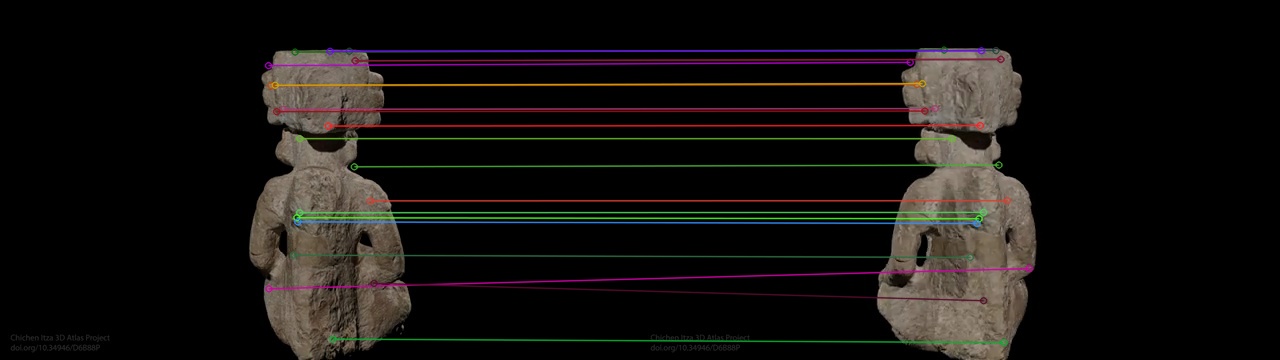 Chichen Itza 3D Atlas Project
doi.org/10.34946/D6B88P
Chichen Itza 3D Atlas Project
doi.org/10.34946/D6B88P